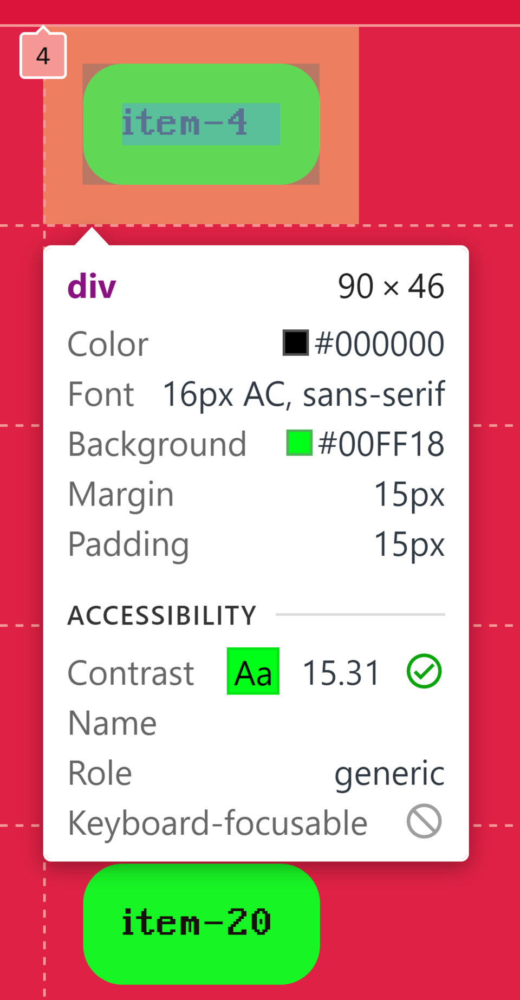 4
item-4
div 90 × 46
Color #000000
Font 16px AC, sans-serif
Background #00FF18
Margin 15px
Padding 15px
ACCESSIBILITY
Contrast Aa 15.31
Name
Role generic
Keyboard-focusable
item-20